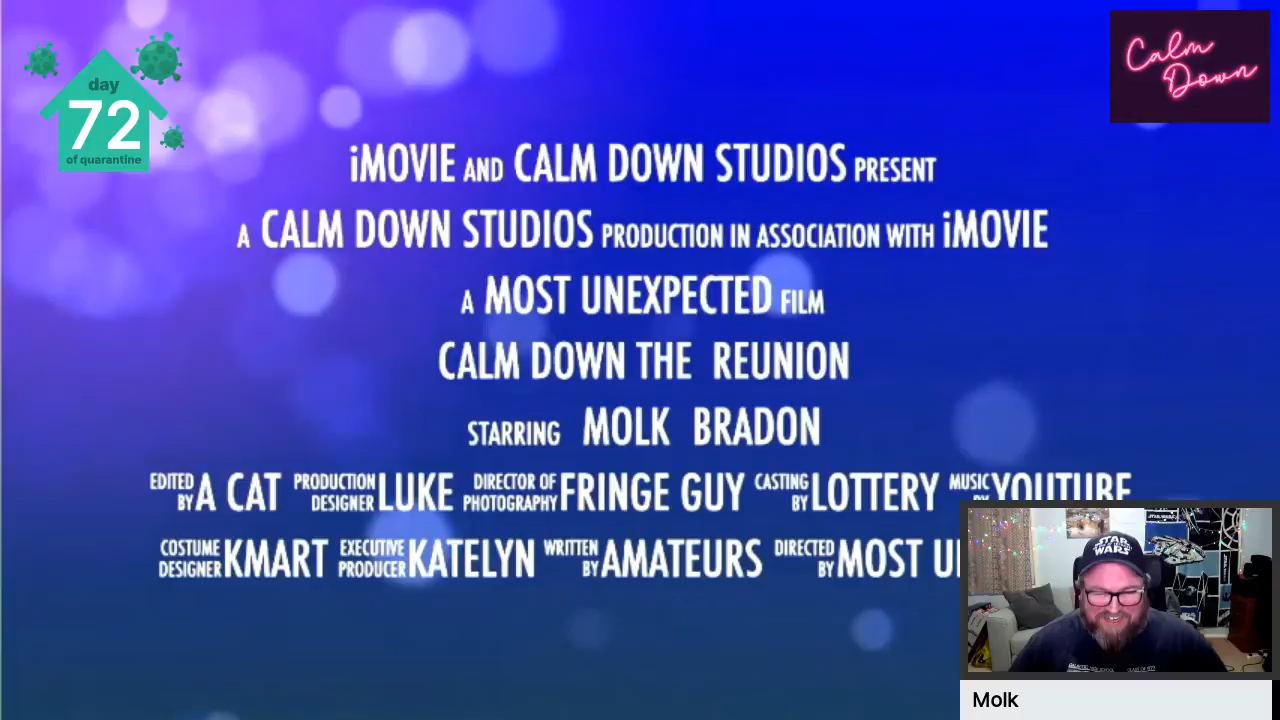 day
72
of quarantine
Calm
Down
iMOVIE AND CALM DOWN STUDIOS PRESENT
A CALM DOWN STUDIOS PRODUCTION IN ASSOCIATION WITH iMOVIE
A MOST UNEXPECTED FILM
CALM DOWN THE REUNION
STARRING MOLK BRADON
EDITED BY A CAT PRODUCTION DESIGNER LUKE DIRECTOR OF PHOTOGRAPHY FRINGE GUY CASTING BY LOTTERY MUSIC BY YOUTUBE
COSTUME DESIGNER KMART EXECUTIVE PRODUCER KATELYN WRITTEN BY AMATEURS DIRECTED BY MOST
STAR WARS
Molk